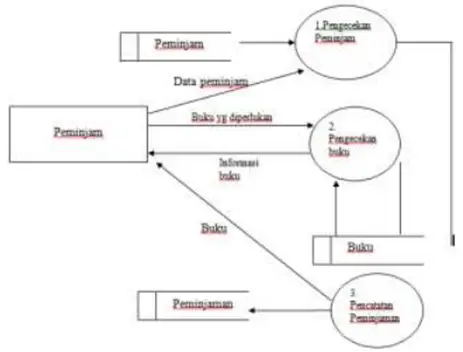 Peminjam
1.Pengecekan
Peminjam
Data peminjam
Buku yg dipedukan
Peminjam
2.
Pengecekan
buku
Informasi
buku
Buku
Buku
Peminjaman
3.
Pencatatan
Peminjaman